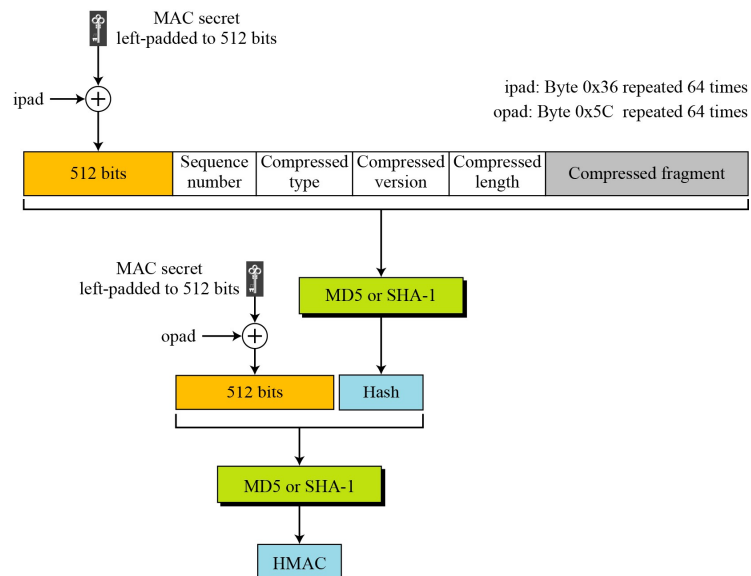 MAC secret
left-padded to 512 bits
ipad
ipad: Byte 0x36 repeated 64 times
opad: Byte 0x5C repeated 64 times
512 bits
Sequence
number
Compressed
type
Compressed
version
Compressed
length
Compressed fragment
MAC secret
left-padded to 512 bits
MD5 or SHA-1
opad
512 bits
Hash
MD5 or SHA-1
HMAC